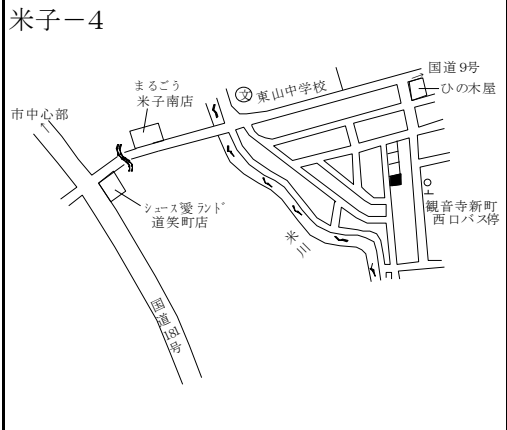 米子－4
国道9号
ひの木屋
東山中学校
文
まるごう
米子南店
市中心部
シューズ愛ランド
道笑町店
観音寺新町
西口バス停
米川
国道181号